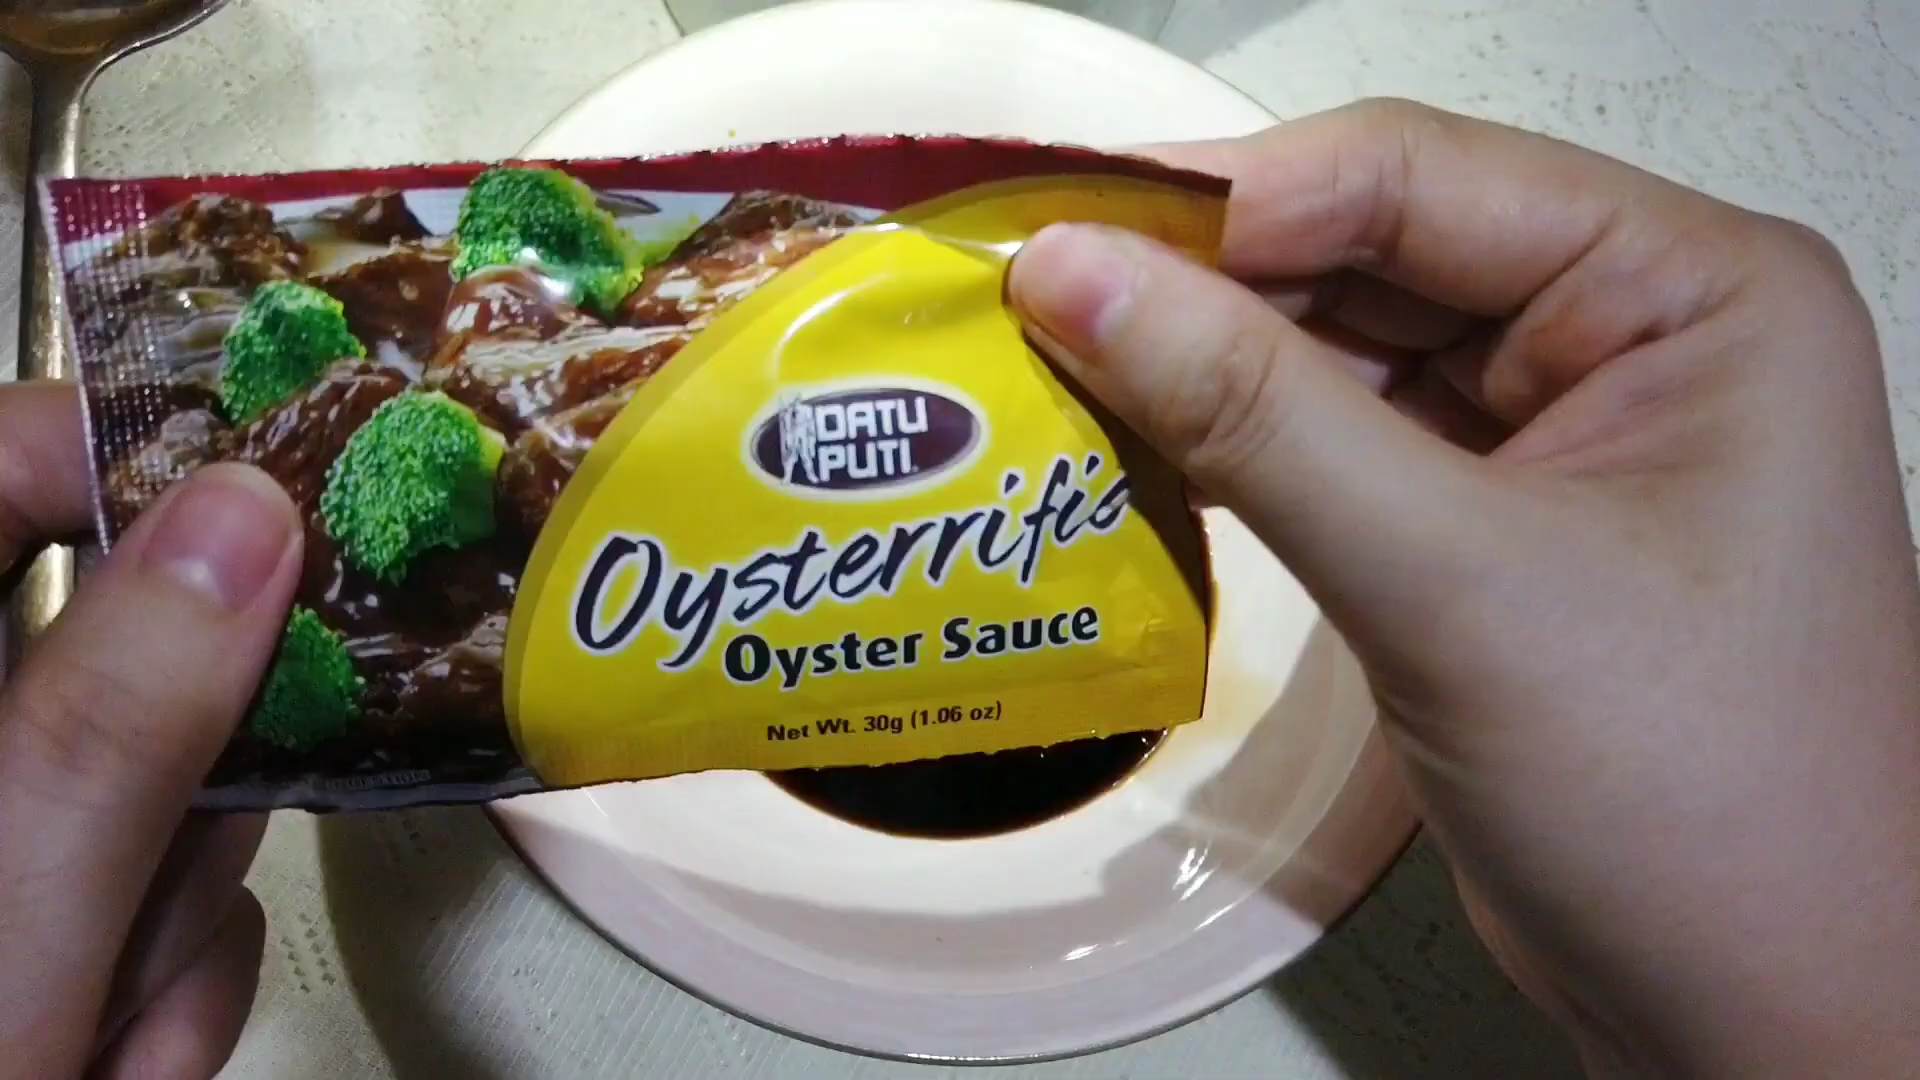 DATU
PUTI
Oysterrific
Oyster Sauce
Net Wt. 30g (1.06 oz)